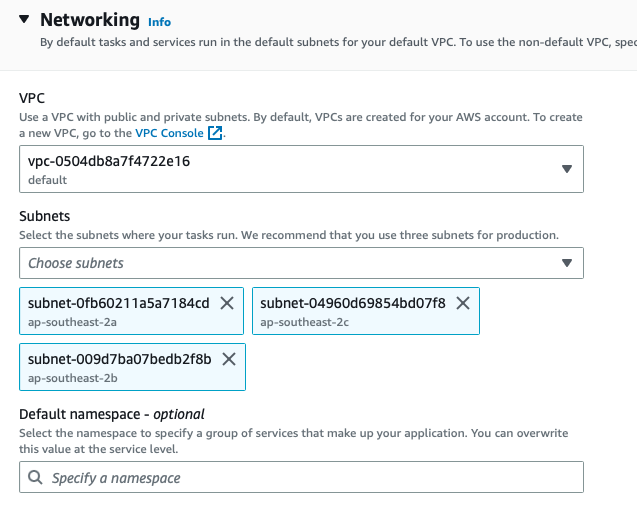 Networking Info
By default tasks and services run in the default subnets for your default VPC. To use the non-default VPC, spec
VPC
Use a VPC with public and private subnets. By default, VPCs are created for your AWS account. To create
a new VPC, go to the VPC Console.
vpc-0504db8a7f4722e16
default
Subnets
Select the subnets where your tasks run. We recommend that you use three subnets for production.
Choose subnets
subnet-0fb60211a5a7184cd subnet-04960d69854bd07f8
ap-southeast-2a ap-southeast-2c
subnet-009d7ba07bedb2f8b
ap-southeast-2b
Default namespace - optional
Select the namespace to specify a group of services that make up your application. You can overwrite
this value at the service level.
Specify a namespace